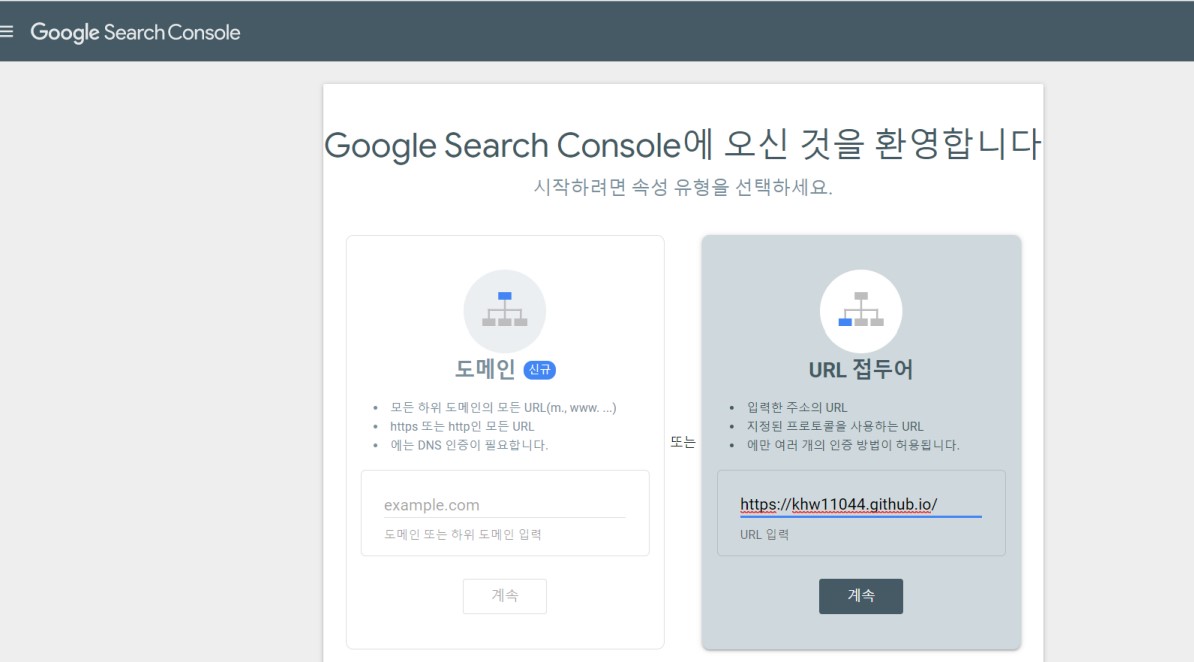 Google Search Console
Google Search Console에 오신 것을 환영합니다
시작하려면 속성 유형을 선택하세요.
도메인 신규
• 모든 하위 도메인의 모든 URL(m., www. ...)
• https 또는 http인 모든 URL
• 에는 DNS 인증이 필요합니다.
example.com
도메인 또는 하위 도메인 입력
계속
또는
URL 접두어
• 입력한 주소의 URL
• 지정된 프로토콜을 사용하는 URL
• 에만 여러 개의 인증 방법이 허용됩니다.
https://khw11044.github.io/
URL 입력
계속